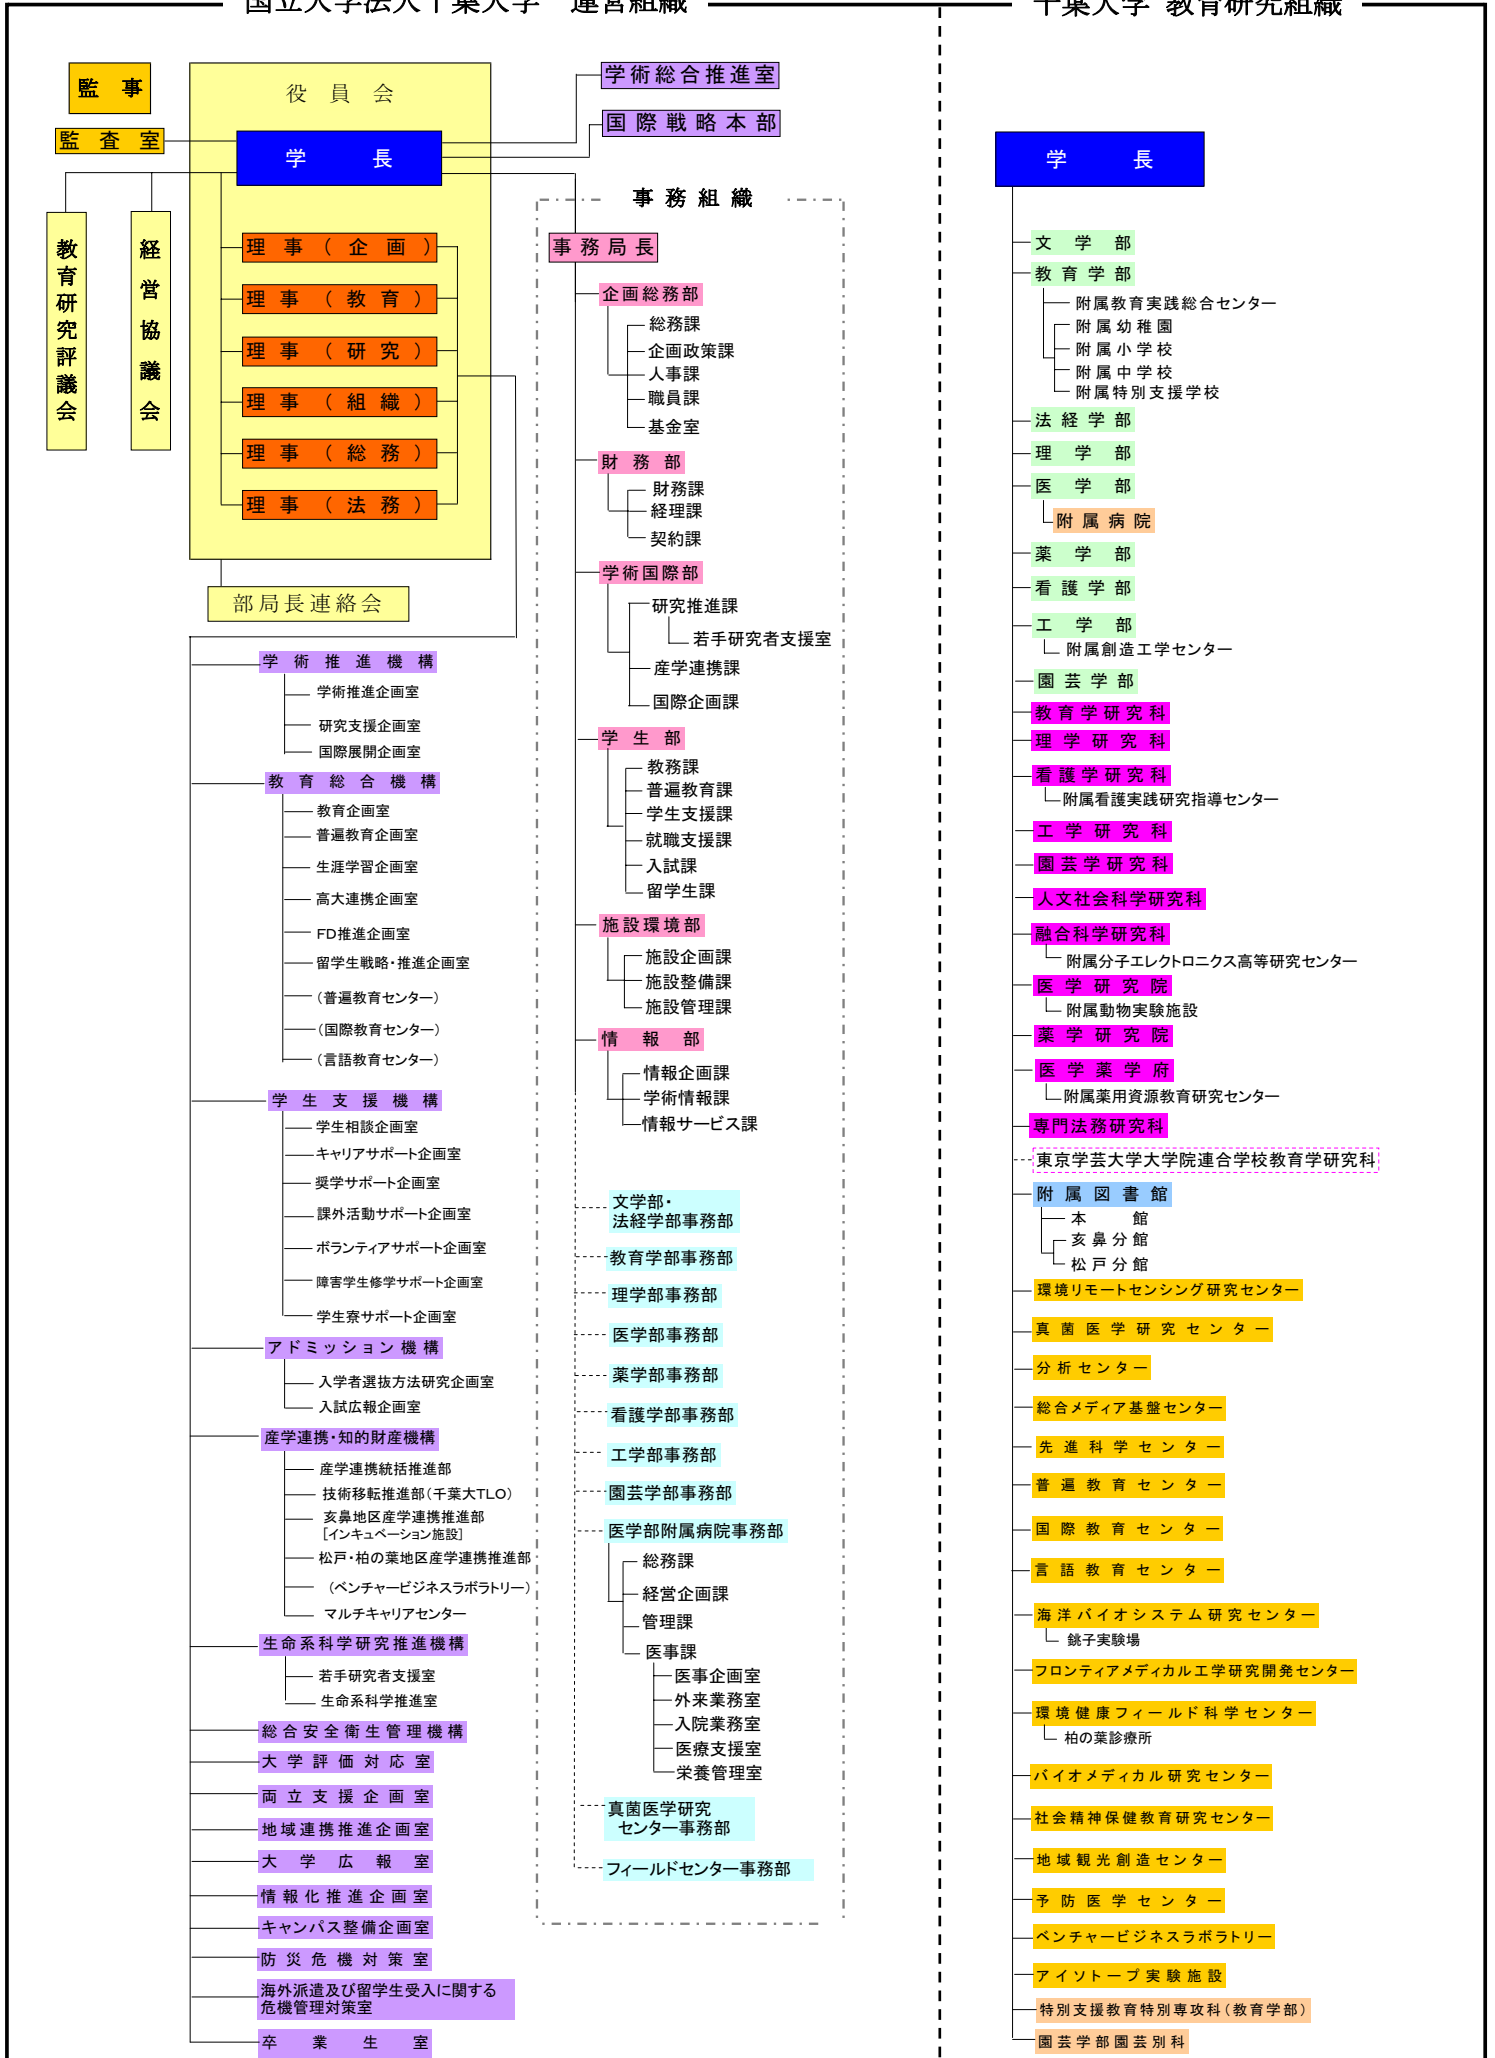 国立大学法人千葉大学 運営組織
監事
監査室
役員会
学長
教育研究評議会
経営協議会
理事(企画)
理事(教育)
理事(研究)
理事(組織)
理事(総務)
理事(法務)
部局長連絡会
学術総合推進室
国際戦略本部
学術推進機構
学術推進企画室
研究支援企画室
国際展開企画室
教育総合機構
教育企画室
普遍教育企画室
生涯学習企画室
高大連携企画室
FD推進企画室
留学生戦略・推進企画室
(普遍教育センター)
(国際教育センター)
(言語教育センター)
学生支援機構
学生相談企画室
キャリアサポート企画室
奨学サポート企画室
課外活動サポート企画室
ボランティアサポート企画室
障害学生修学サポート企画室
学生寮サポート企画室
アドミッション機構
入学者選抜方法研究企画室
入試広報企画室
産学連携・知的財産機構
産学連携統括推進部
技術移転推進部(千葉大TLO)
亥鼻地区産学連携推進部
[インキュベーション施設]
松戸・柏の葉地区産学連携推進部
(ベンチャービジネスラボラトリー)
マルチキャリアセンター
生命系科学研究推進機構
若手研究者支援室
生命系科学推進室
総合安全衛生管理機構
大学評価対応室
両立支援企画室
地域連携推進企画室
大学広報室
情報化推進企画室
キャンパス整備企画室
防災危機対策室
海外派遣及び留学生受入に関する
危機管理対策室
卒業生室
事務組織
事務局長
企画総務部
総務課
企画政策課
人事課
職員課
基金室
財務部
財務課
経理課
契約課
学術国際部
研究推進課
若手研究者支援室
産学連携課
国際企画課
学生部
教務課
普遍教育課
学生支援課
就職支援課
入試課
留学生課
施設環境部
施設企画課
施設整備課
施設管理課
情報部
情報企画課
学術情報課
情報サービス課
文学部・
法経学部事務部
教育学部事務部
理学部事務部
医学部事務部
薬学部事務部
看護学部事務部
工学部事務部
園芸学部事務部
医学部附属病院事務部
総務課
経営企画課
管理課
医事課
医事企画室
外来業務室
入院業務室
医療支援室
栄養管理室
真菌医学研究
センター事務部
フィールドセンター事務部
千葉大学 教育研究組織
学長
文学部
教育学部
附属教育実践総合センター
附属幼稚園
附属小学校
附属中学校
附属特別支援学校
法経学部
理学部
医学部
附属病院
薬学部
看護学部
工学部
附属創造工学センター
園芸学部
教育学研究科
理学研究科
看護学研究科
附属看護実践研究指導センター
工学研究科
園芸学研究科
人文社会科学研究科
融合科学研究科
附属分子エレクトロニクス高等研究センター
医学研究院
附属動物実験施設
薬学研究院
医学薬学府
附属薬用資源教育研究センター
専門法務研究科
東京学芸大学大学院連合学校教育学研究科
附属図書館
本館
亥鼻分館
松戸分館
環境リモートセンシング研究センター
真菌医学研究センター
分析センター
総合メディア基盤センター
先進科学センター
普遍教育センター
国際教育センター
言語教育センター
海洋バイオシステム研究センター
銚子実験場
フロンティアメディカル工学研究開発センター
環境健康フィールド科学センター
柏の葉診療所
バイオメディカル研究センター
社会精神保健教育研究センター
地域観光創造センター
予防医学センター
ベンチャービジネスラボラトリー
アイソトープ実験施設
特別支援教育特別専攻科(教育学部)
園芸学部園芸別科